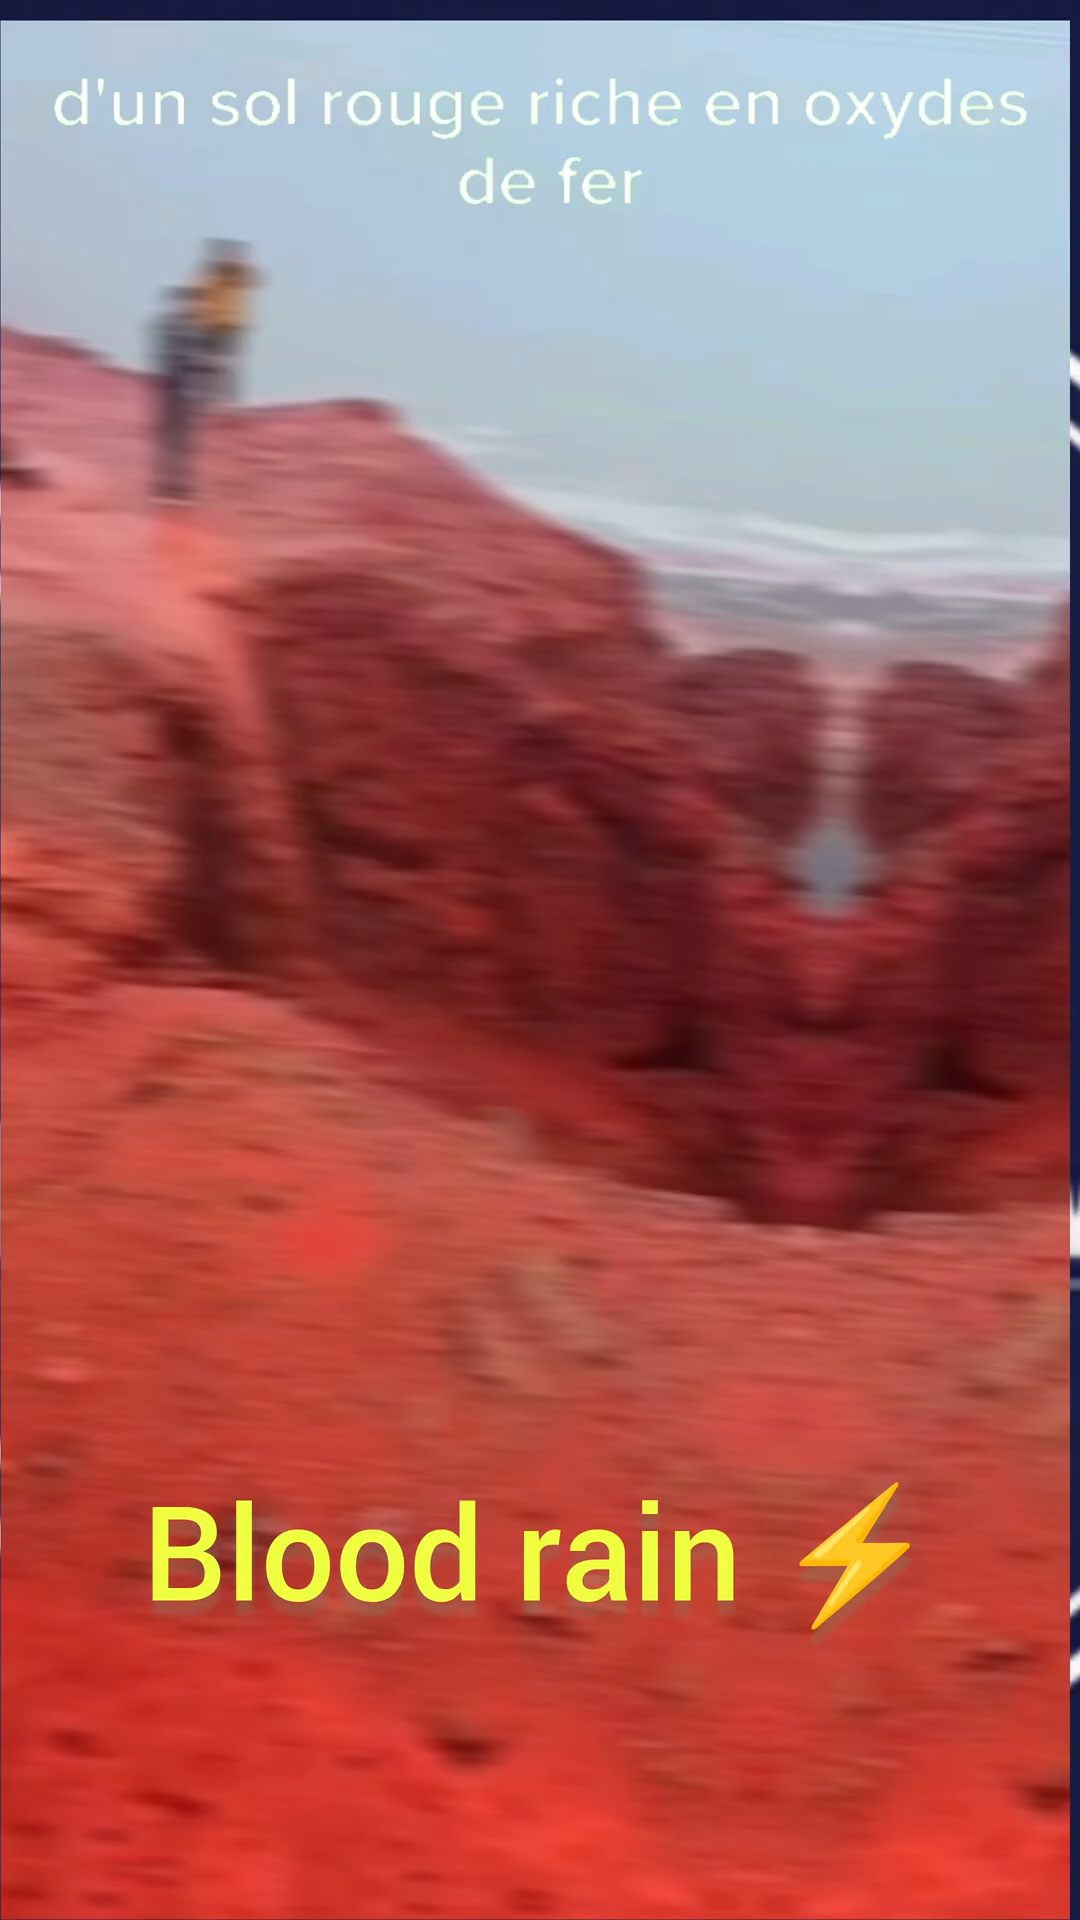 d'un sol rouge riche en oxydes
de fer
Blood rain ⚡